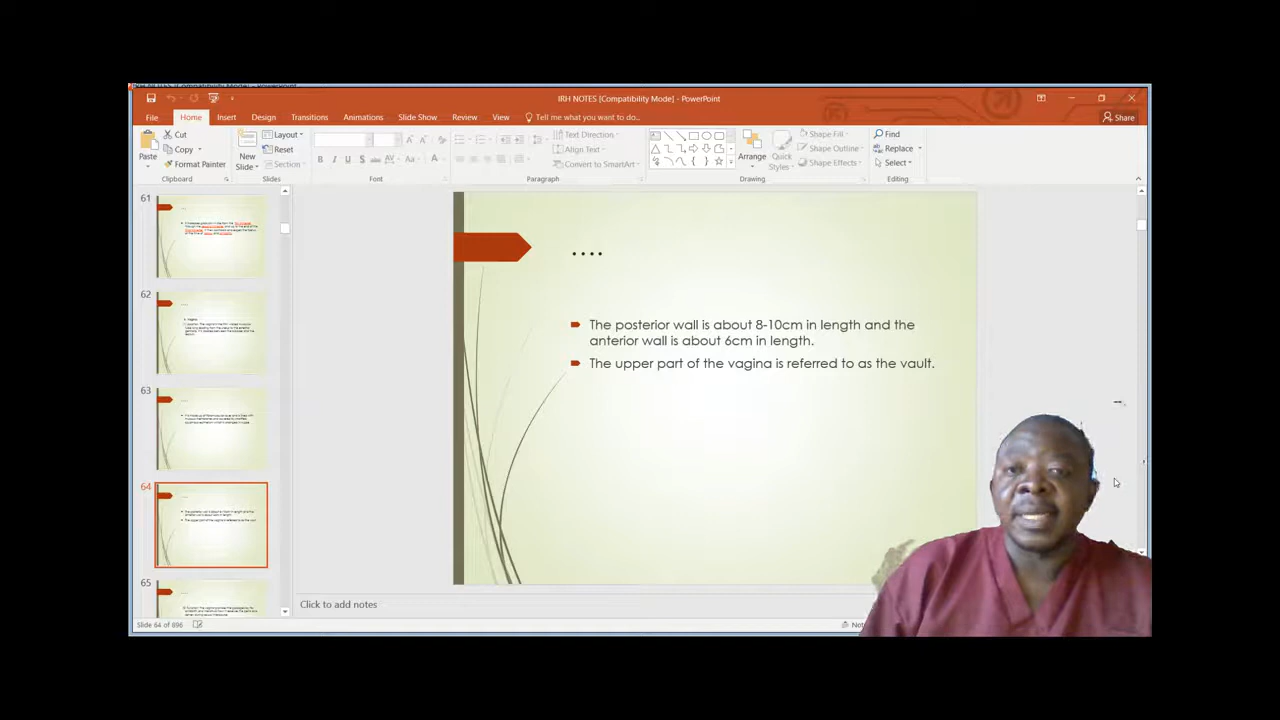 IRH NOTES [Compatibility Mode] - PowerPoint
File Home Insert Design Transitions Animations Slide Show Review View Tell me what you want to do... Share
Paste
Cut
Copy
Format Painter
Clipboard
New
Slide
Layout
Reset
Section
Slides
B I U S abc AV Aa A
Font
Text Direction
Align Text
Convert to SmartArt
Paragraph
Arrange
Quick
Styles
Shape Fill
Shape Outline
Shape Effects
Drawing
Find
Replace
Select
Editing
61
62
63
64
65
....
The posterior wall is about 8-10cm in length and the
anterior wall is about 6cm in length.
The upper part of the vagina is referred to as the vault.
Click to add notes
Slide 64 of 896